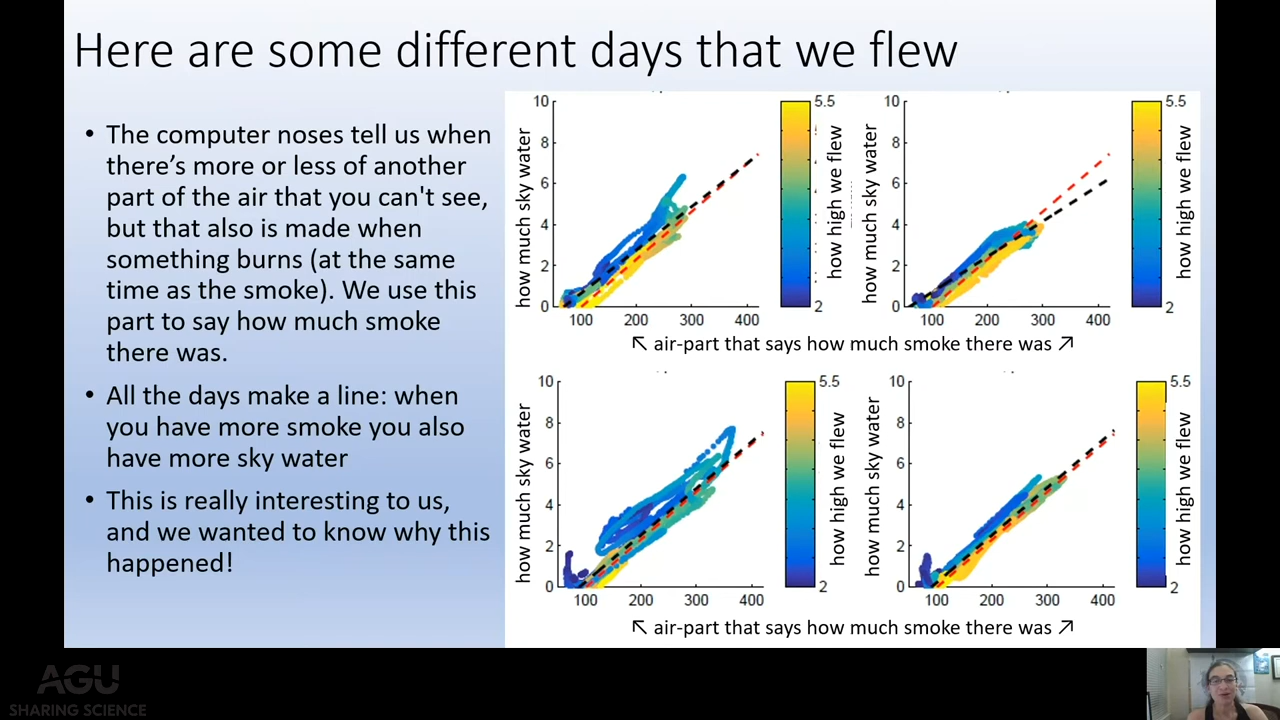 Here are some different days that we flew
• The computer noses tell us when
there's more or less of another
part of the air that you can't see,
but that also is made when
something burns (at the same
time as the smoke). We use this
part to say how much smoke
there was.
• All the days make a line: when
you have more smoke you also
have more sky water
• This is really interesting to us,
and we wanted to know why this
happened!
how much sky water
10
8
6
4
2
0
100 200 300 400
5.5
2
how high we flew
how much sky water
10
8
6
4
2
0
100 200 300 400
5.5
2
how high we flew
↖ air-part that says how much smoke there was ↗
how much sky water
10
8
6
4
2
0
100 200 300 400
5.5
2
how high we flew
how much sky water
10
8
6
4
2
0
100 200 300 400
5.5
2
how high we flew
↖ air-part that says how much smoke there was ↗
AGU
SHARING SCIENCE